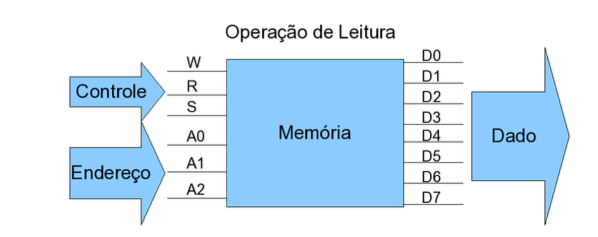 Operação de Leitura
Controle
Endereço
W
R
S
A0
A1
A2
Memória
D0
D1
D2
D3
D4
D5
D6
D7
Dado